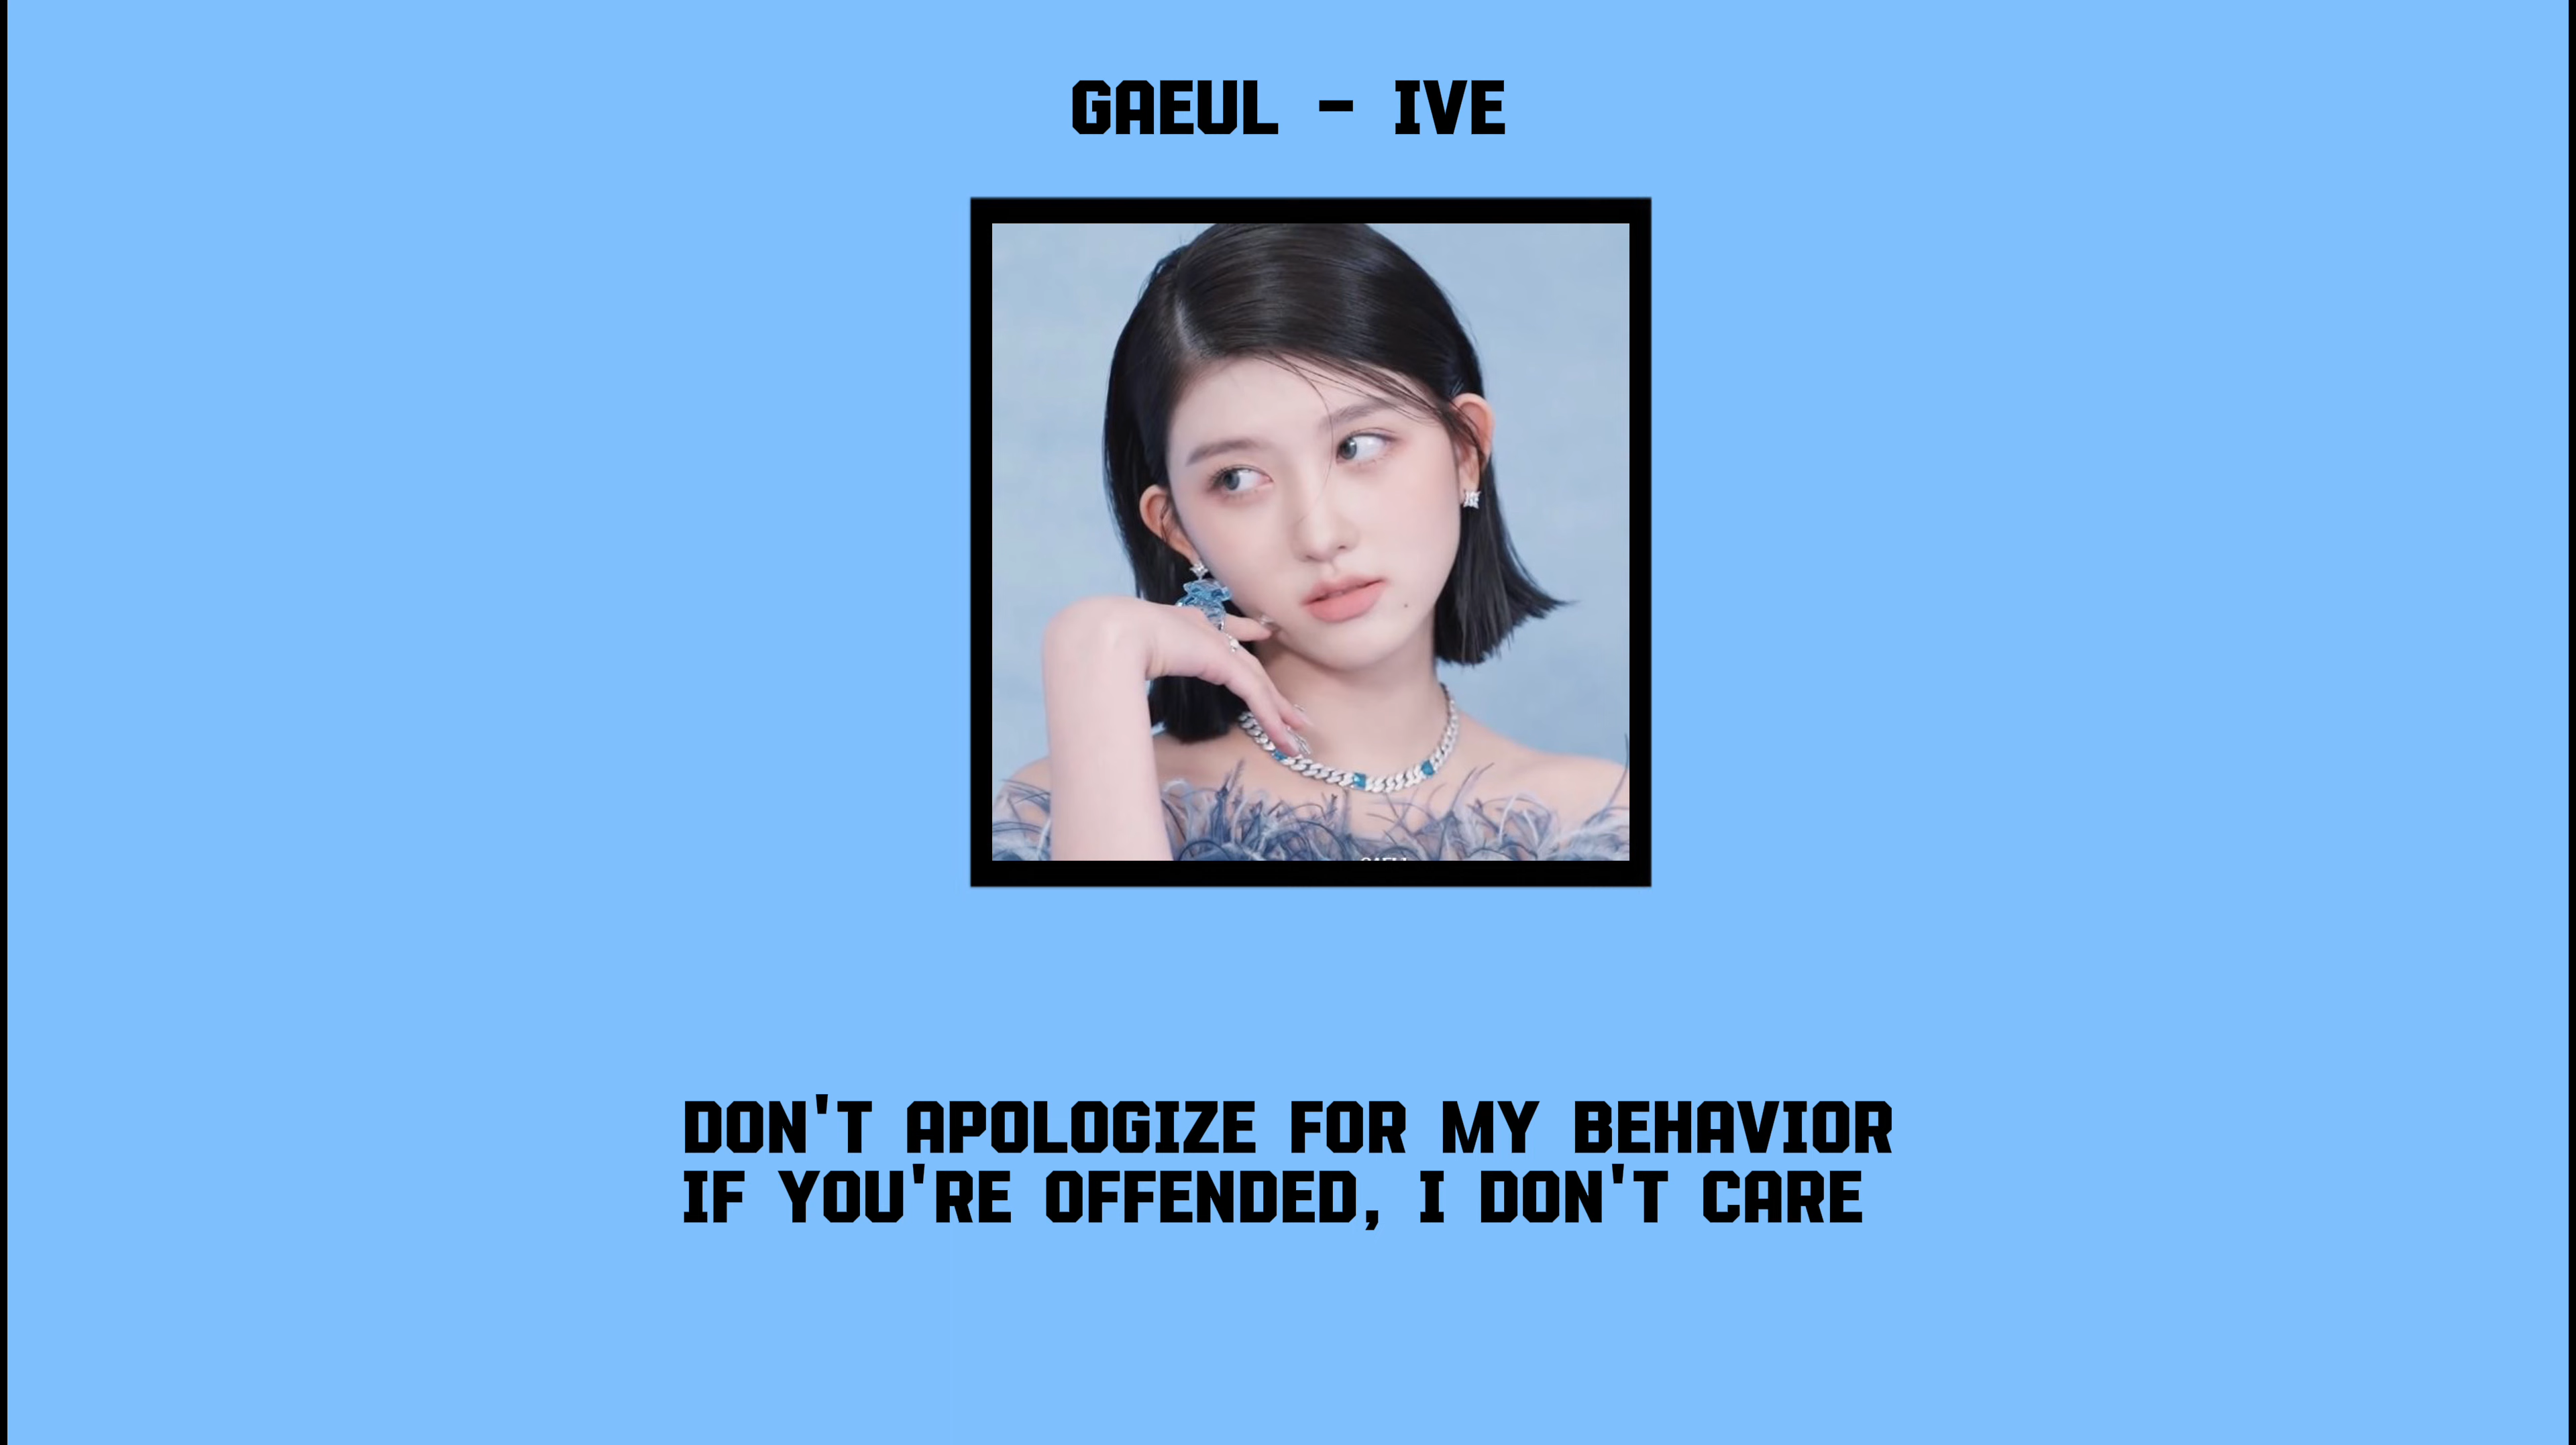 GAEUL - IVE
DON'T APOLOGIZE FOR MY BEHAVIOR
IF YOU'RE OFFENDED, I DON'T CARE